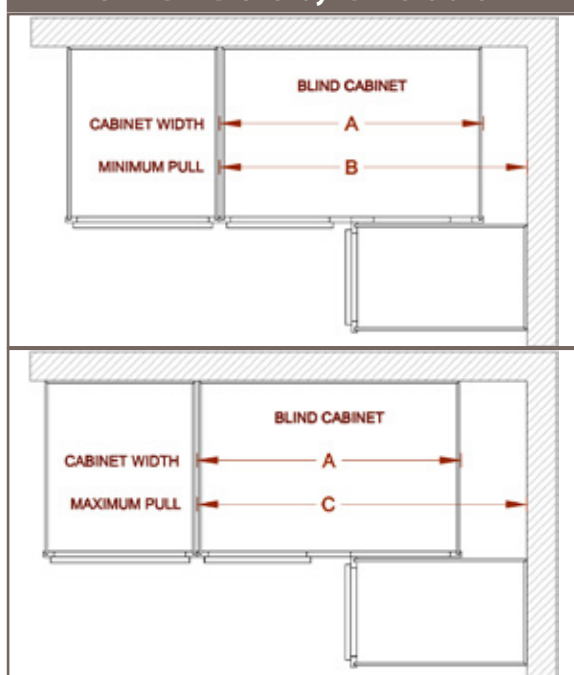 BLIND CABINET
CABINET WIDTH A
MINIMUM PULL B
BLIND CABINET
CABINET WIDTH A
MAXIMUM PULL C